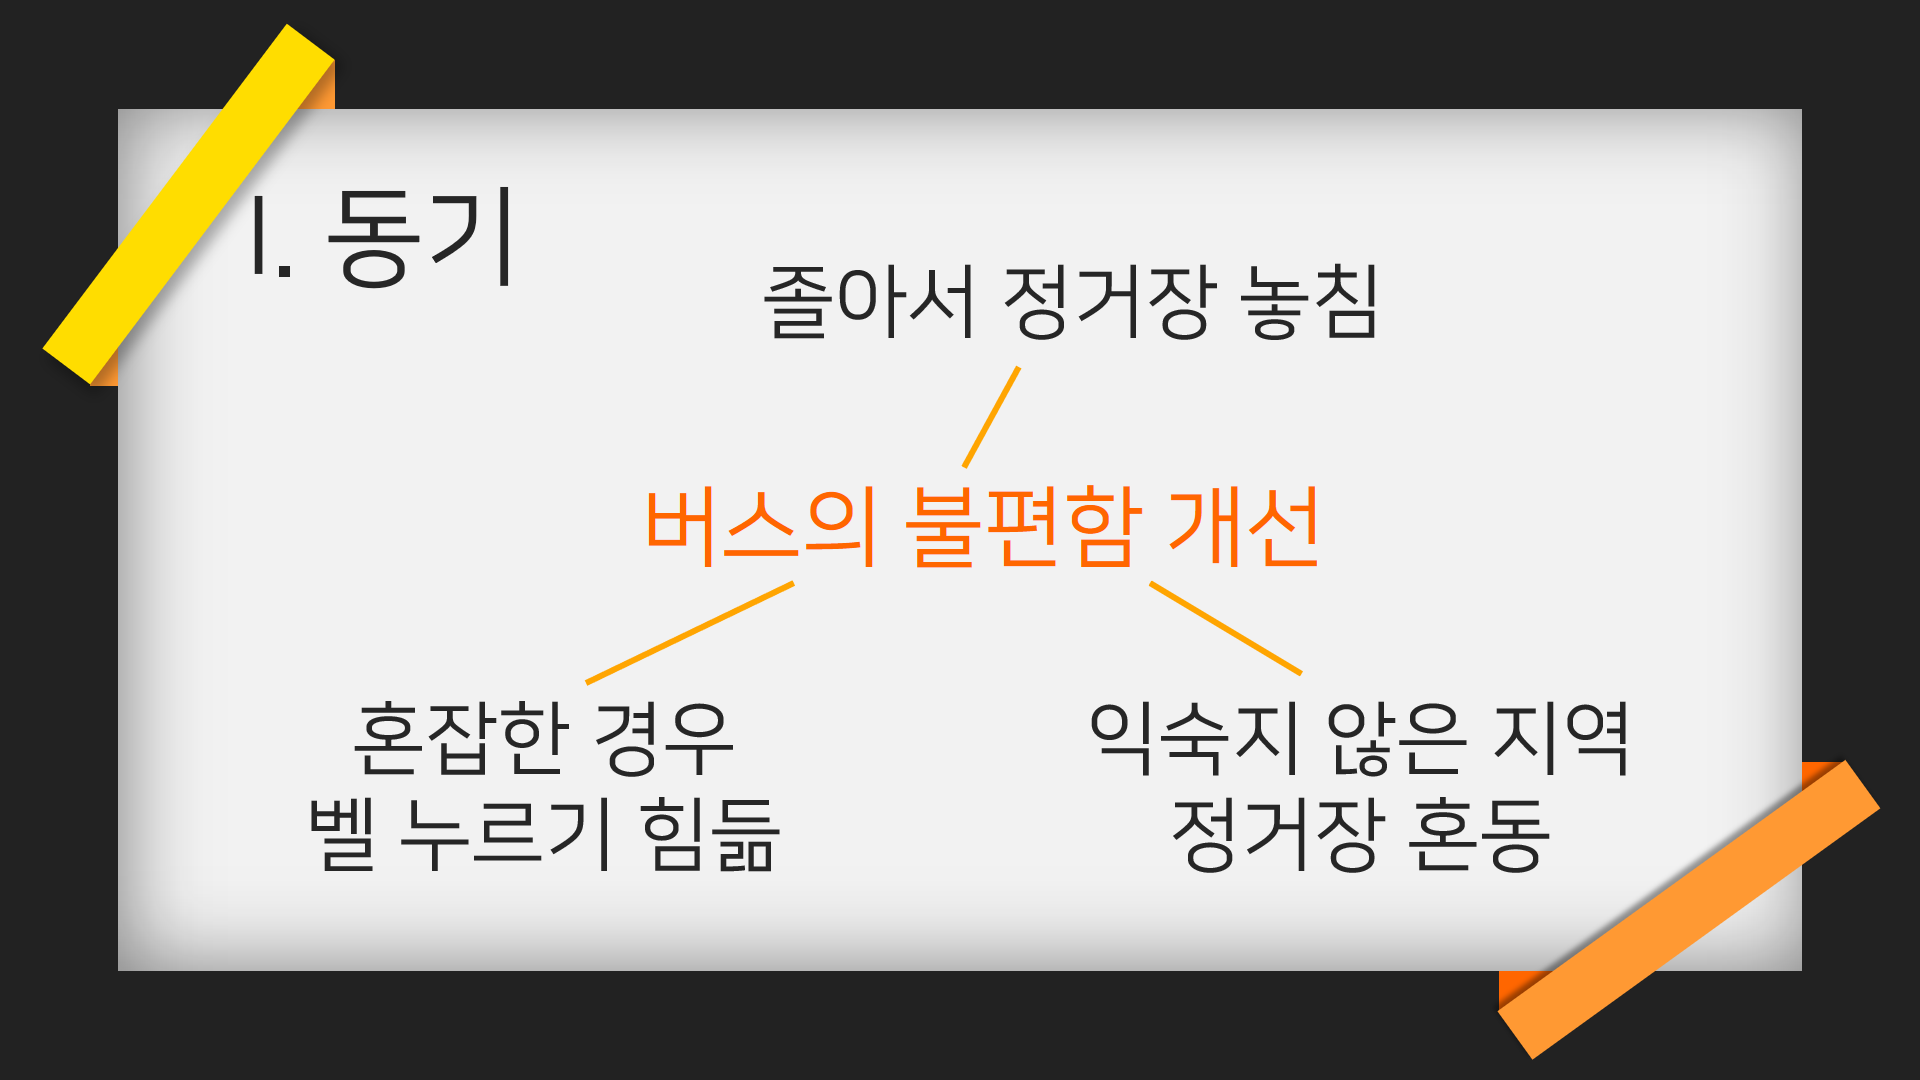 I. 동기
졸아서 정거장 놓침
버스의 불편함 개선
혼잡한 경우
벨 누르기 힘듦
익숙지 않은 지역
정거장 혼동